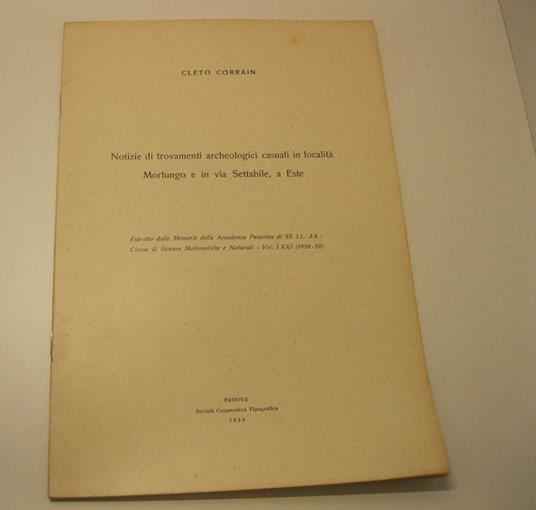 CLETO CORRAIN
Notizie di trovamenti archeologici casuali in località
Morlungo e in via Settabile, a Este
Estratto dalle Memorie della Accademia Patavina di SS. LL. AA.:
Classe di Scienze Matematiche e Naturali - Vol. LXXI (1958-59)
PADOVA
Società Cooperativa Tipografica